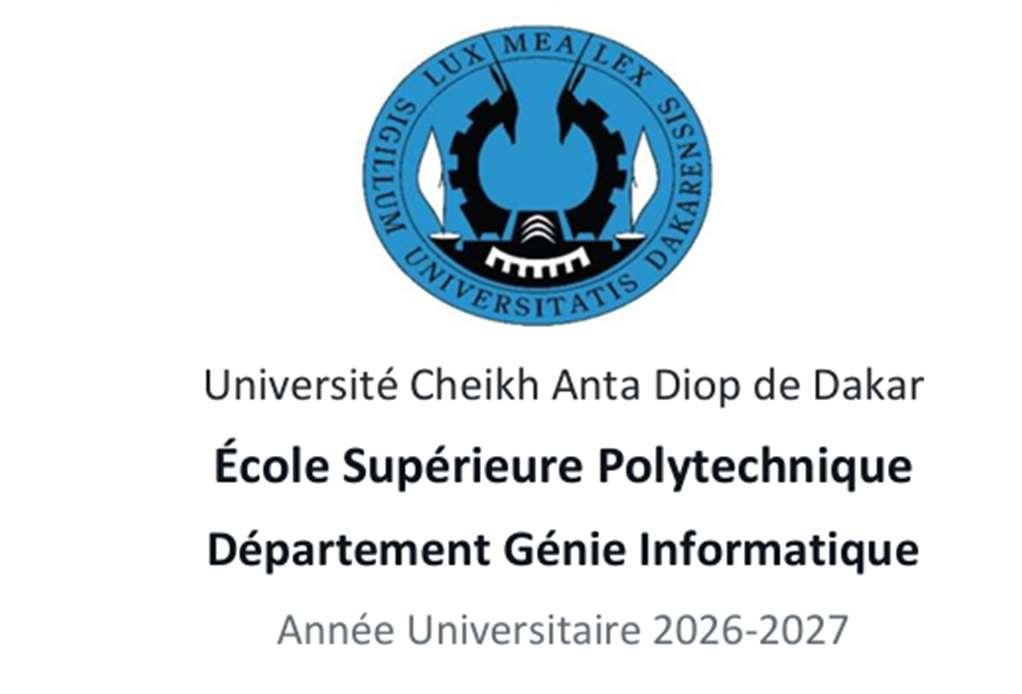 LUX MEA LEX
SIGILLUM UNIVERSITATIS DAKARENSIS
Université Cheikh Anta Diop de Dakar
École Supérieure Polytechnique
Département Génie Informatique
Année Universitaire 2026-2027